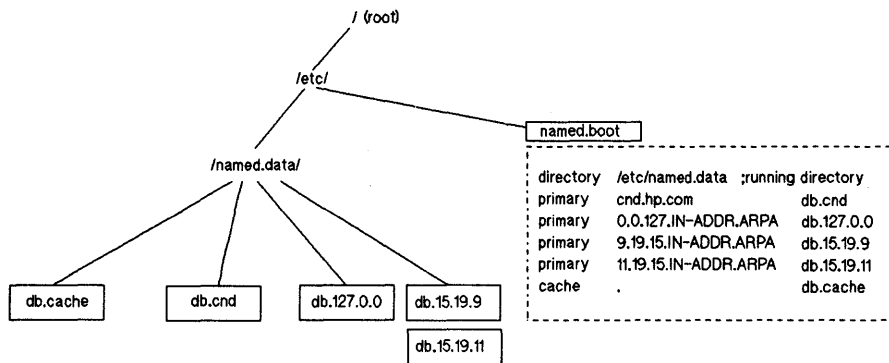 / (root)
/etc/
named.boot
/named.data/
directory /etc/named.data ;running directory
primary cnd.hp.com db.cnd
primary 0.0.127.IN-ADDR.ARPA db.127.0.0
primary 9.19.15.IN-ADDR.ARPA db.15.19.9
primary 11.19.15.IN-ADDR.ARPA db.15.19.11
cache . db.cache
db.cache db.cnd db.127.0.0 db.15.19.9
db.15.19.11